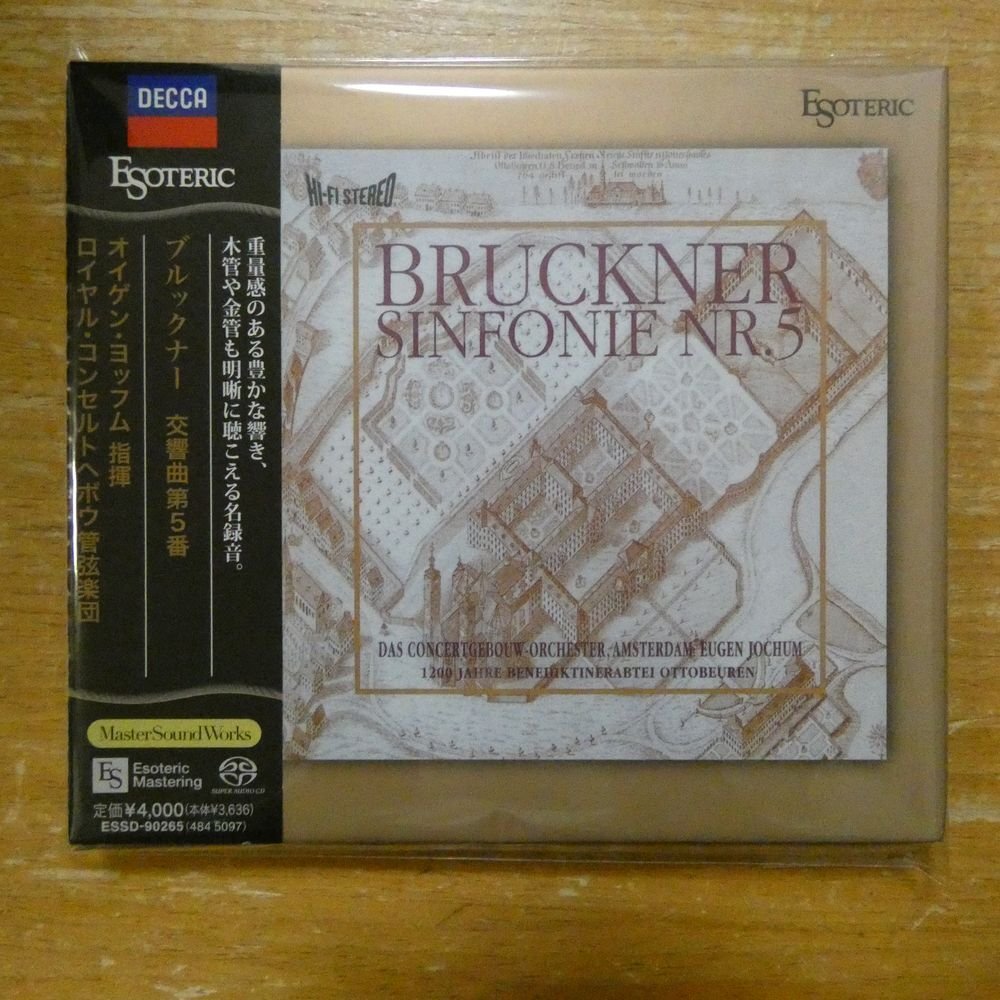 DECCA
ESOTERIC
重量感のある豊かな響き、
木管や金管も明晰に聴こえる名録音。
ブルックナー 交響曲第5番
オイゲン・ヨッフム 指揮
ロイヤル・コンセルトヘボウ管弦楽団
MasterSoundWorks
ES
Esoteric
Mastering
SUPER AUDIO CD
定価¥4,000(本体¥3,636)
ESSD-90265(484 5097)
ESOTERIC
HI-FI STEREO
BRUCKNER
SINFONIE NR.5
DAS CONCERTGEBOUW-ORCHESTER, AMSTERDAM EUGEN JOCHUM
1200 JAHRE BENEDIKTINERABTEI OTTOBEUREN